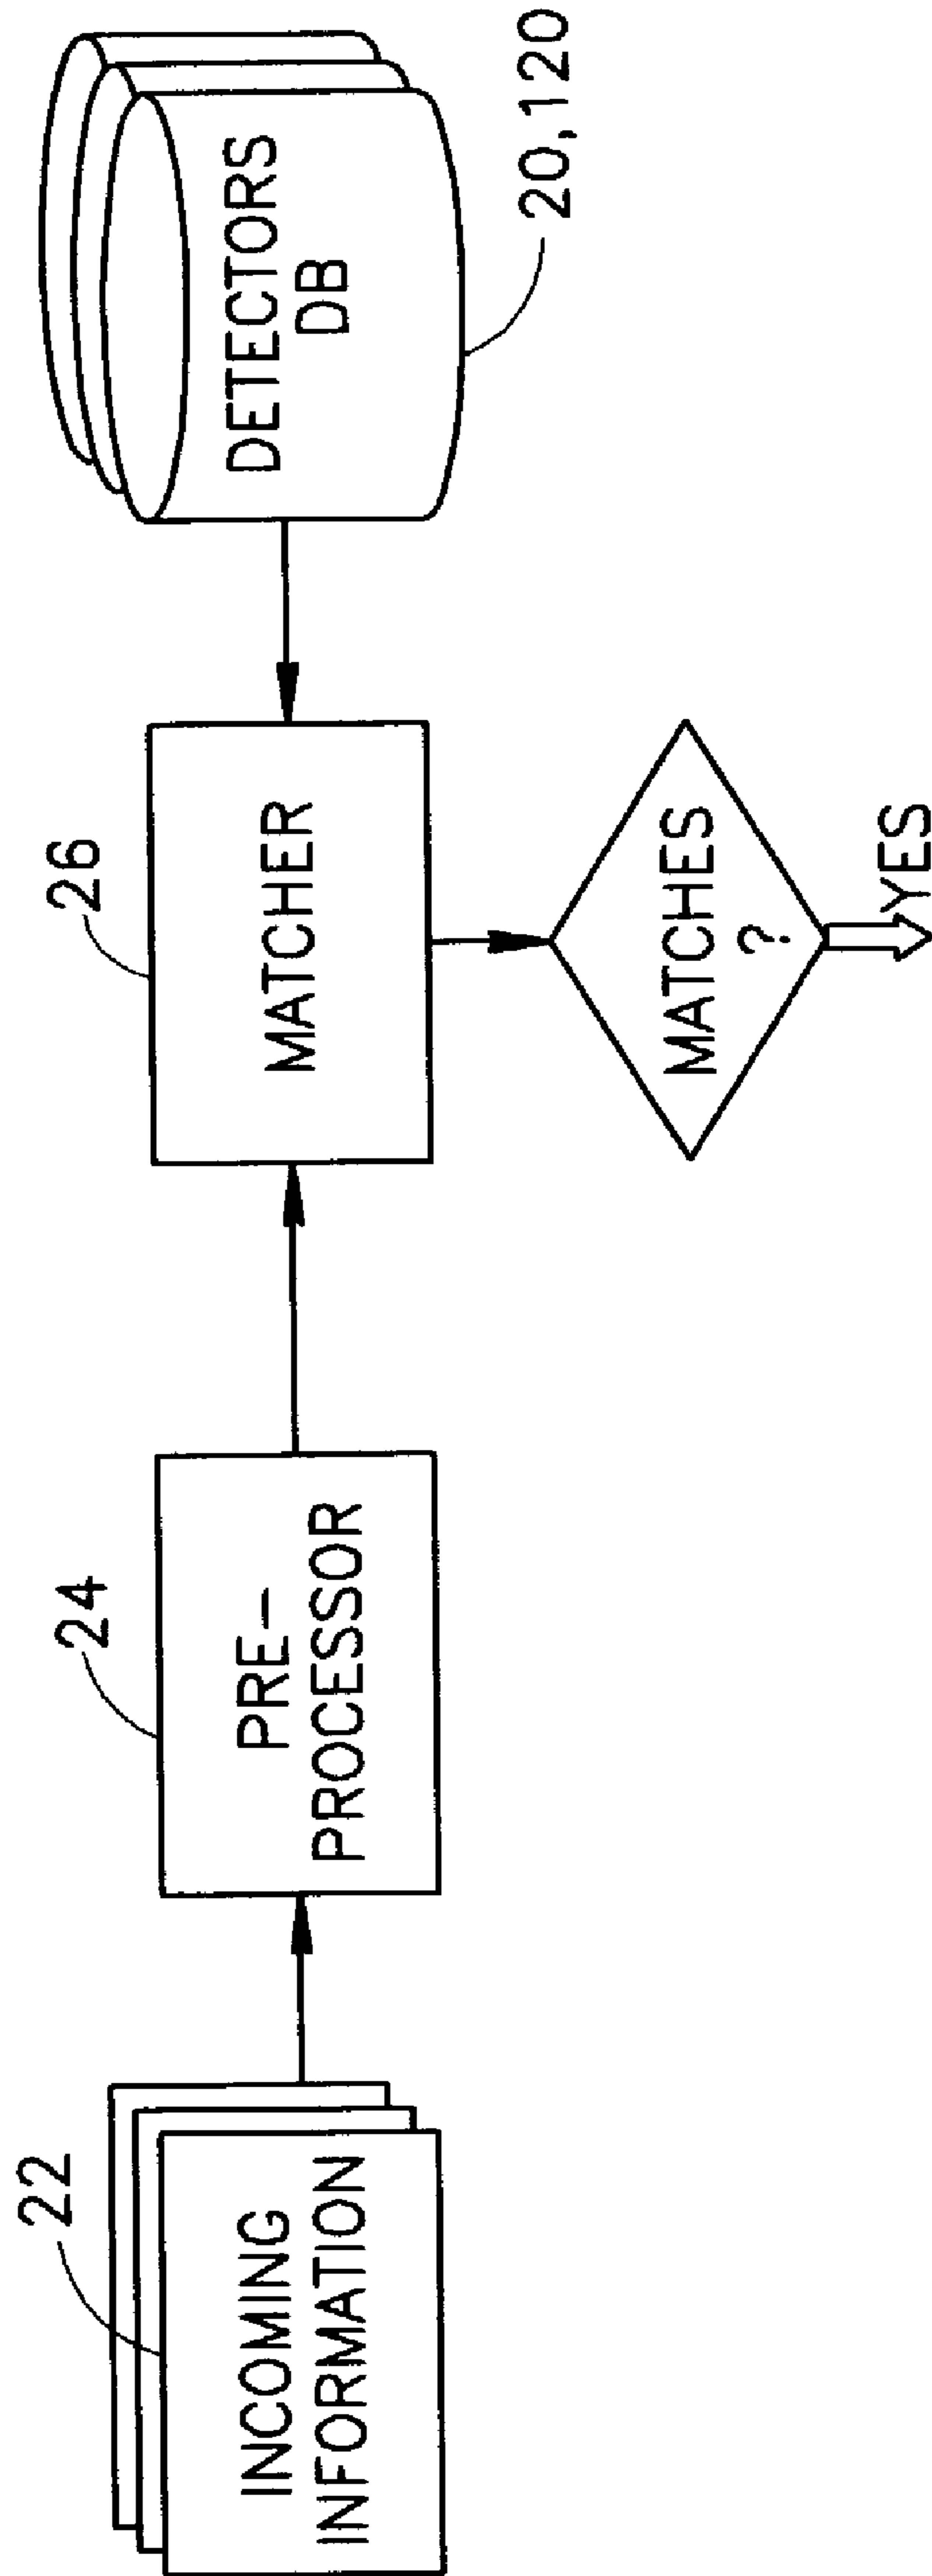 22
INCOMING
INFORMATION
24
PRE-
PROCESSOR
26
MATCHER
DETECTORS
DB
20,120
MATCHES
?
YES